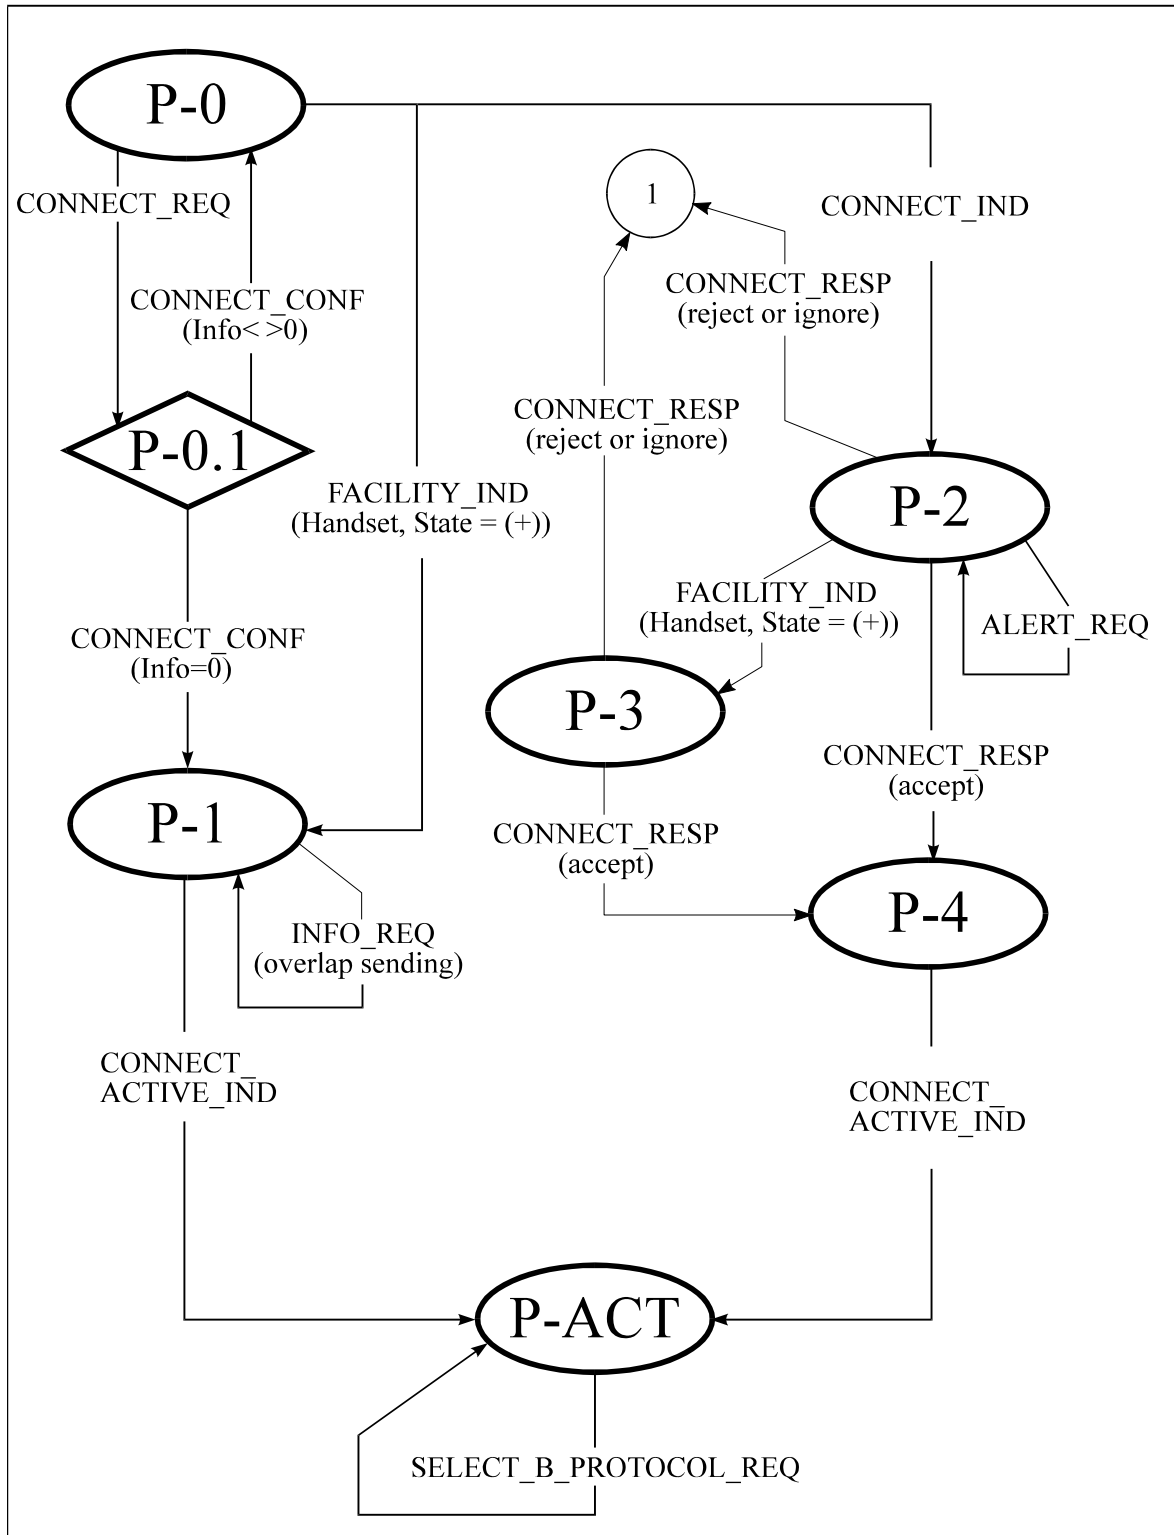 P-0
1
CONNECT_REQ
CONNECT_IND
CONNECT_RESP
(reject or ignore)
CONNECT_CONF
(Info< >0)
CONNECT_RESP
(reject or ignore)
P-0.1
FACILITY_IND
(Handset, State = (+))
P-2
FACILITY_IND
(Handset, State = (+))
ALERT_REQ
CONNECT_CONF
(Info=0)
P-3
CONNECT_RESP
(accept)
P-1
CONNECT_RESP
(accept)
P-4
INFO_REQ
(overlap sending)
CONNECT_
ACTIVE_IND
CONNECT_
ACTIVE_IND
P-ACT
SELECT_B_PROTOCOL_REQ